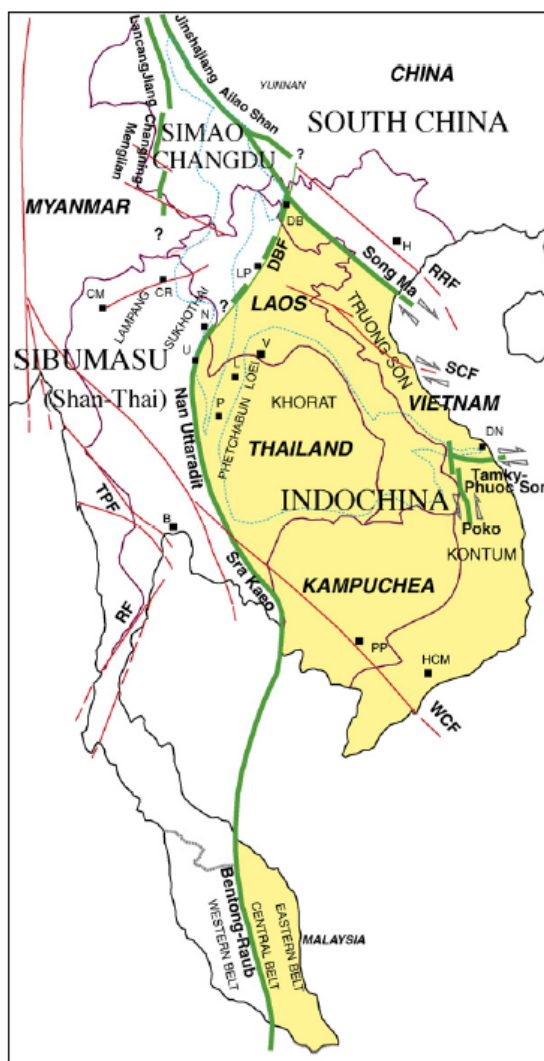 CHINA
YUNNAN
SOUTH CHINA
Jinshajiang
Ailao Shan
LancangJiang
Changning
Menglian
SIMAO
CHANGDU
?
MYANMAR
?
DB
H
DBF
Song Ma
RRF
LP
CM
CR
LAMPANG
SUKHOTHAI
N
?
LAOS
TRUONG-SON
U
V
L
SCF
SIBUMASU
(Shan-Thai)
P
PHETCHABUN
LOEI
KHORAT
VIETNAM
DN
Nan Uttaradit
THAILAND
Tamky-
Phuoc Son
INDOCHINA
Poko
KONTUM
TPF
B
Sra Kaeo
KAMPUCHEA
RF
PP
HCM
WCF
Bentong-Raub
WESTERN BELT
CENTRAL BELT
EASTERN BELT
MALAYSIA